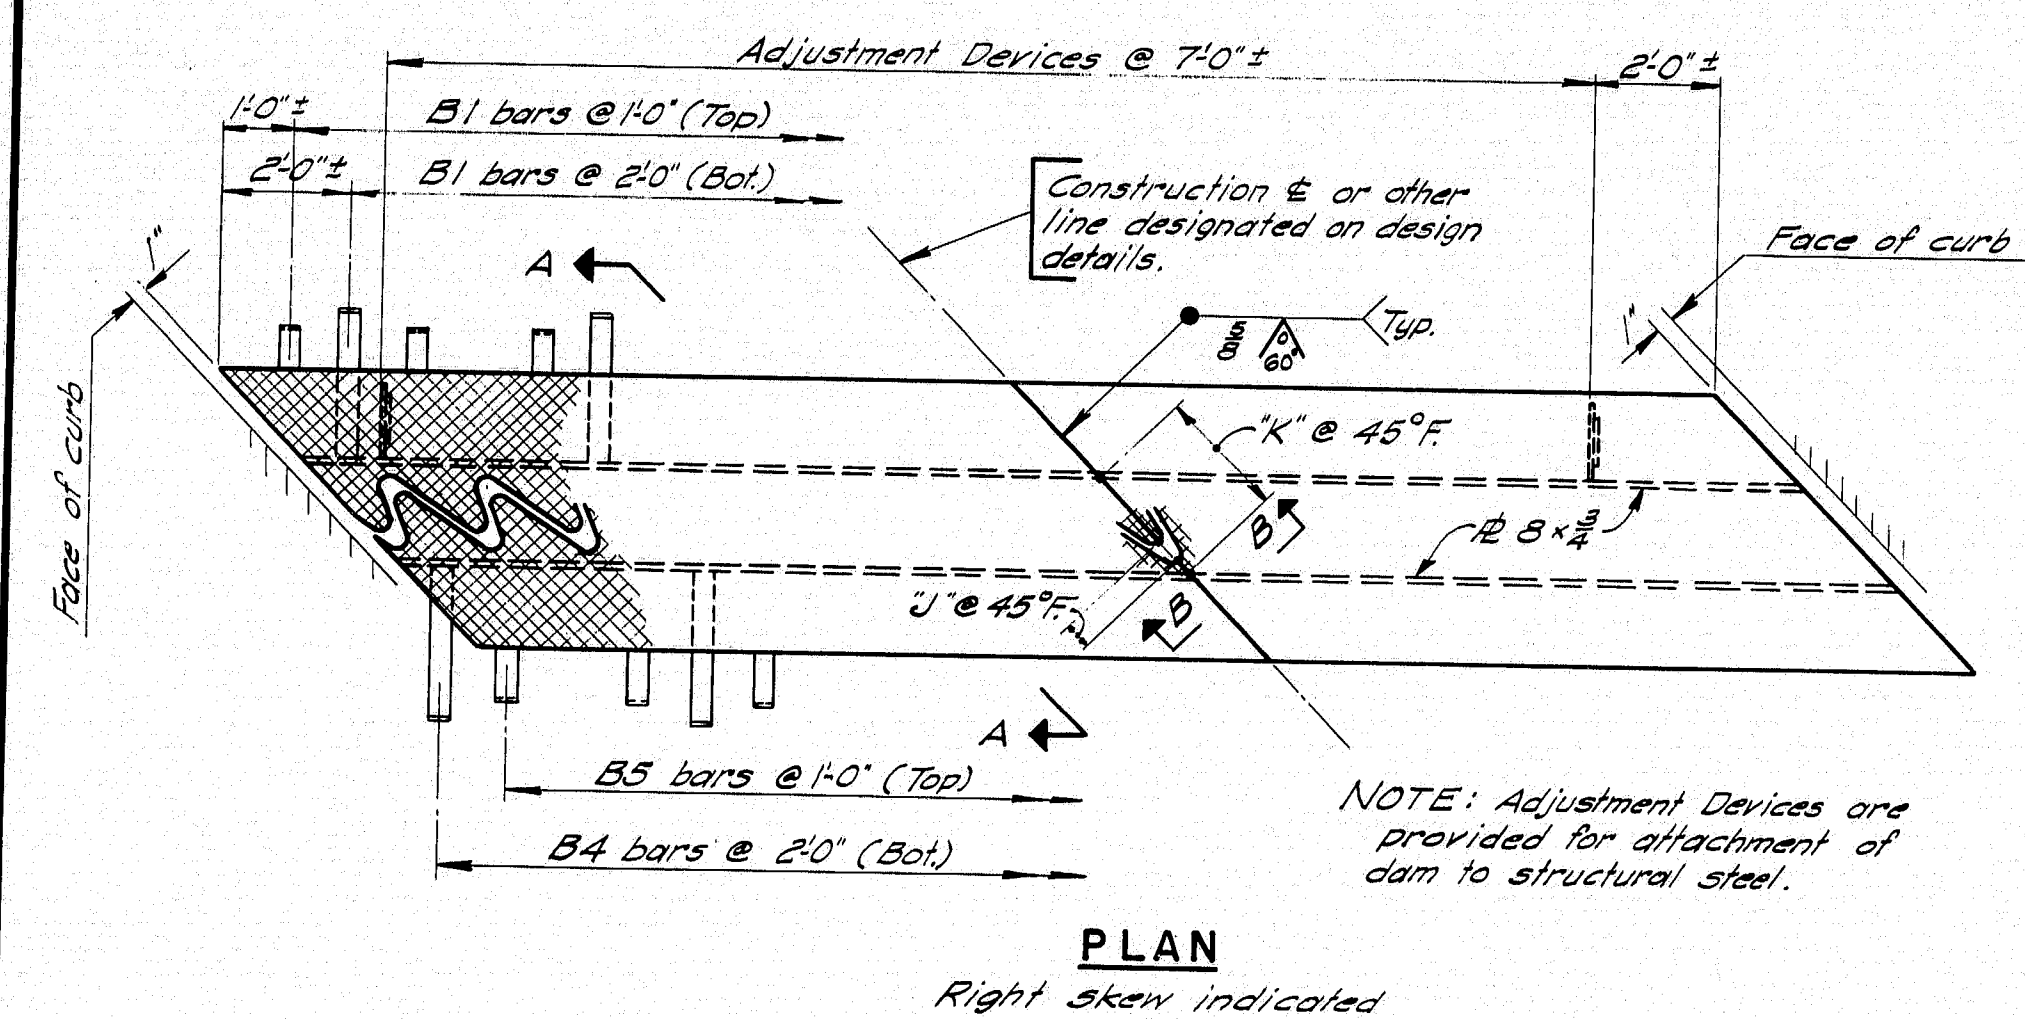 Adjustment Devices @ 7'-0" ±
2'-0" ±
1'-0" ±
B1 bars @ 1'-0" (Top)
2'-0" ±
B1 bars @ 2'-0" (Bot.)
Construction ℄ or other
line designated on design
details.
Face of curb
1"
A
5/8
0
60°
Typ.
1"
Face of curb
"K" @ 45°F.
B
℄ 8 x 3/4
"J" @ 45°F.
B
A
B5 bars @ 1'-0" (Top)
B4 bars @ 2'-0" (Bot.)
NOTE: Adjustment Devices are
provided for attachment of
dam to structural steel.
PLAN
Right skew indicated